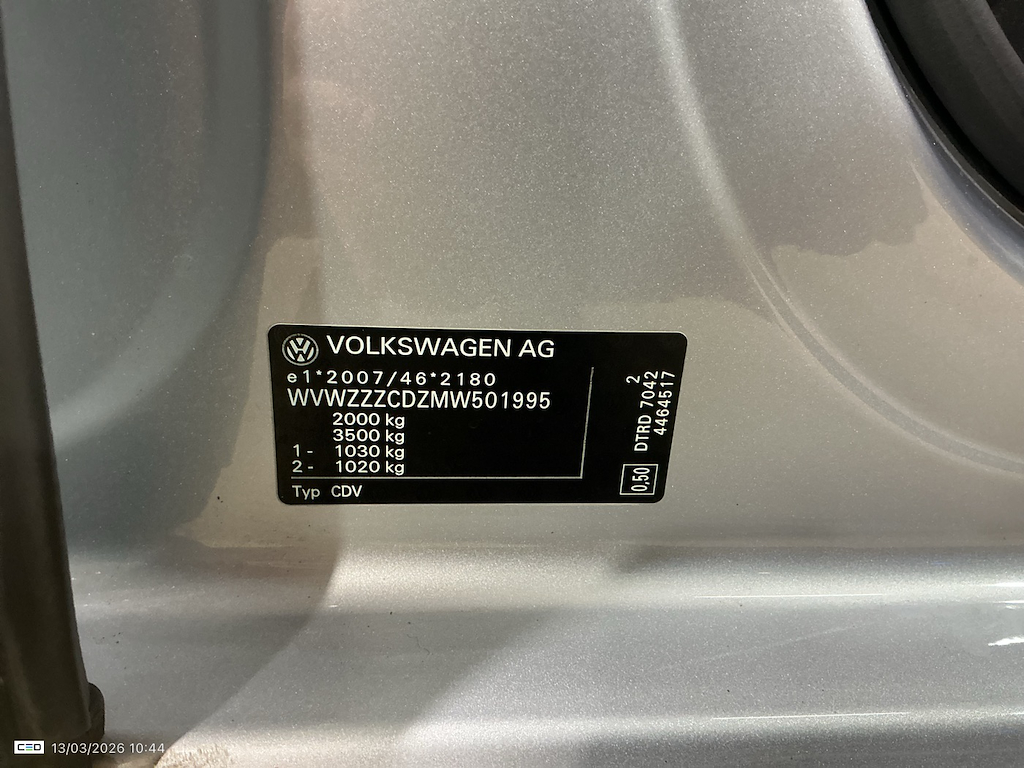 VOLKSWAGEN AG
e1*2007/46*2180
WVWZZZCDZMW501995
2000 kg
3500 kg
1 - 1030 kg
2 - 1020 kg
Typ CDV
2
DTRD 7042
4464517
0,50
CEO 13/03/2026 10:44